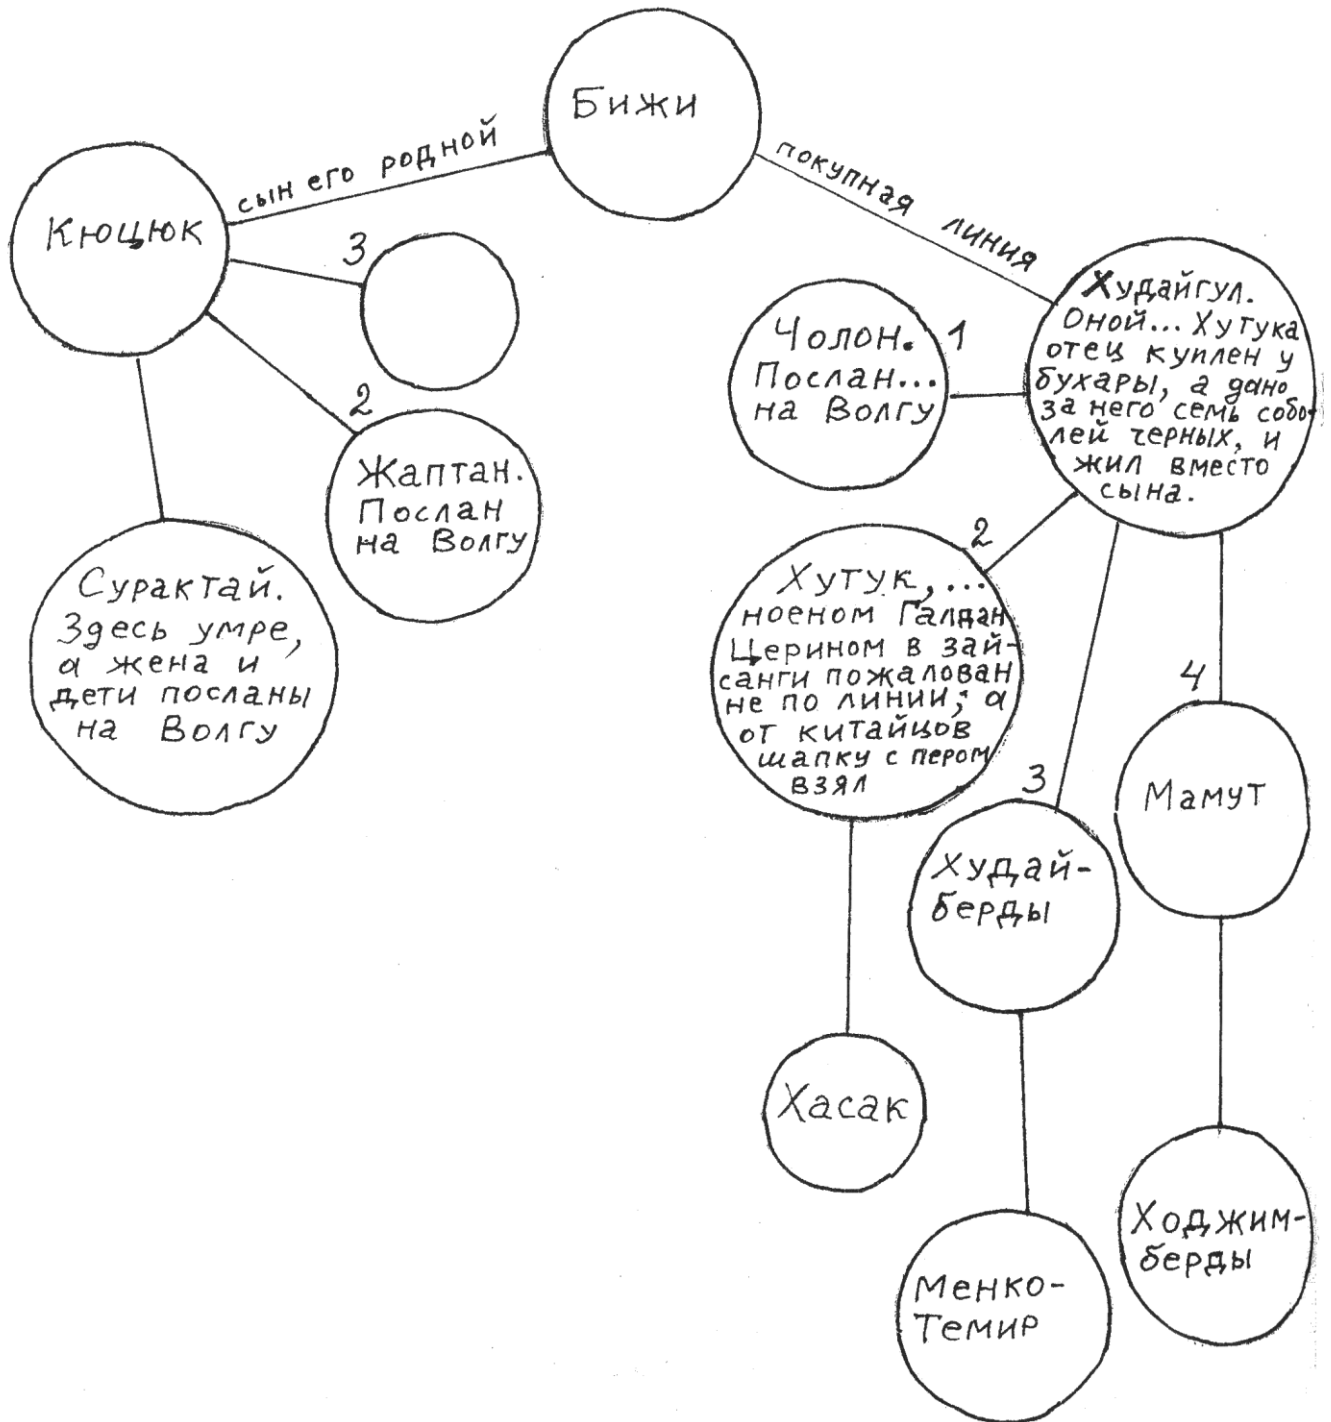 Бижи
сын его родной
покупная линия
Кюцюк
3
2
Жаптан.
Послан
на Волгу
Сурактай.
Здесь умре,
а жена и
дети посланы
на Волгу
Худайгул.
Оной... Хутука
отец куплен у
бухары, а дано
за него семь собо-
лей черных, и
жил вместо
сына.
1
Чолон.
Послан...
на Волгу
2
Хутук,...
ноеном Галдан
Церином в зай-
санги пожалован
не по линии; а
от китайцов
шапку с пером
взял
3
Худай-
берды
4
Мамут
Хасак
Менко-
Темир
Ходжим-
берды